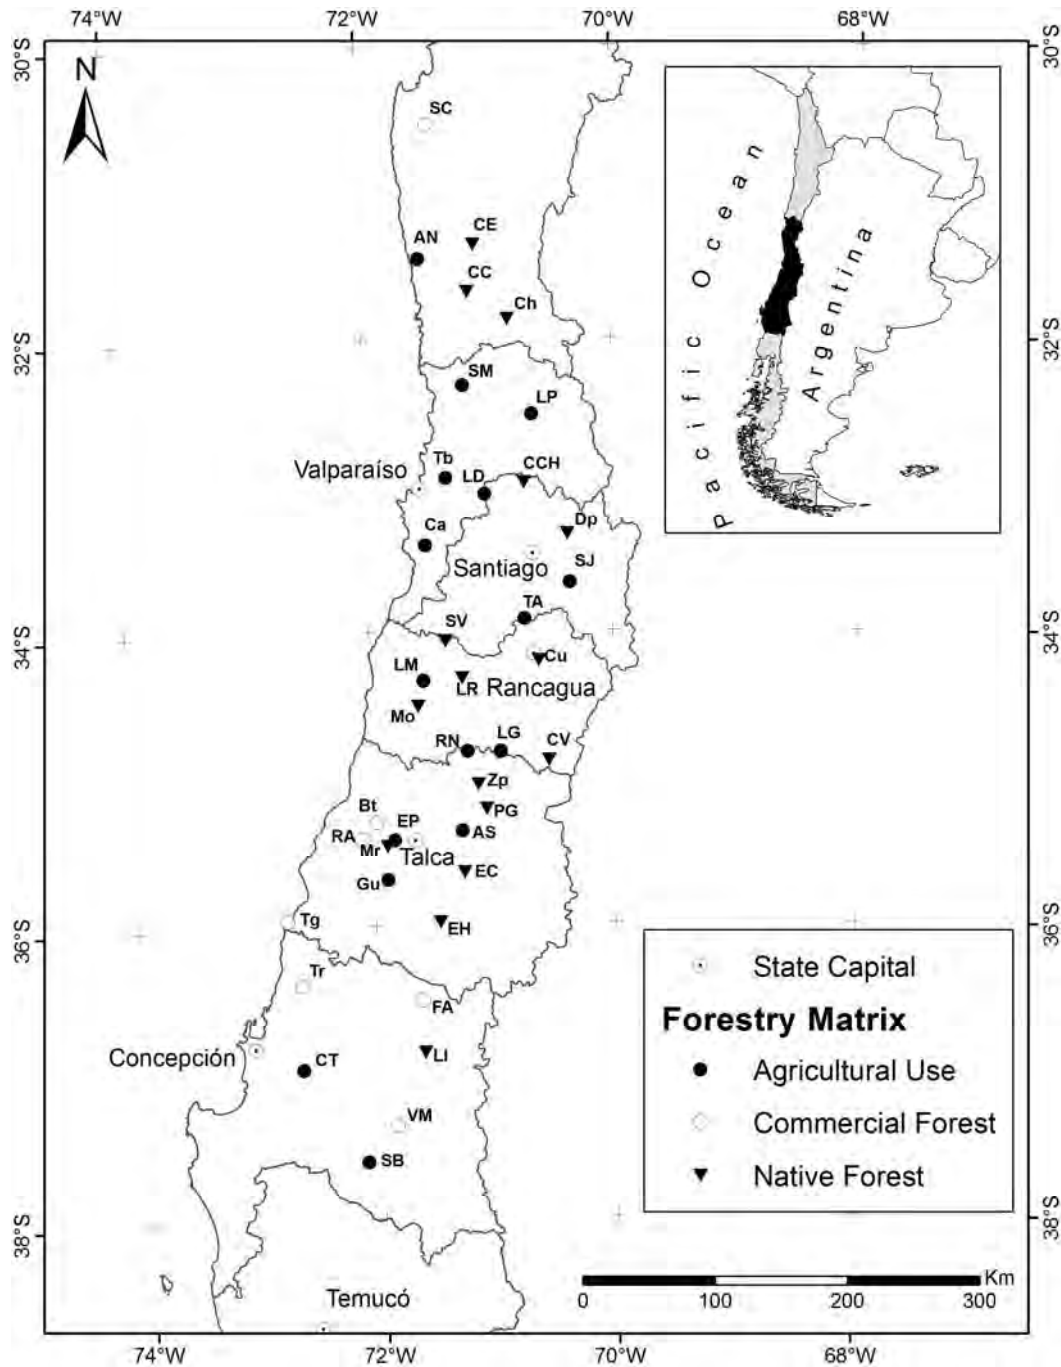 74°W 72°W 70°W 68°W
30°S
30°S
N
SC
Pacific Ocean
Argentina
CE
AN
CC
Ch
32°S
32°S
SM
LP
Valparaíso
Tb
LD
CCH
Ca
Dp
Santiago
SJ
TA
SV
34°S
34°S
Cu
LM
LR
Rancagua
Mo
RN
LG
CV
Zp
PG
Bt
EP
RA
AS
Mr
Talca
EC
Gu
Tg
EH
36°S
36°S
Tr
FA
Concepción
CT
LI
VM
SB
State Capital
Forestry Matrix
Agricultural Use
Commercial Forest
Native Forest
38°S
38°S
Km
0 100 200 300
Temucó
74°W 72°W 70°W 68°W